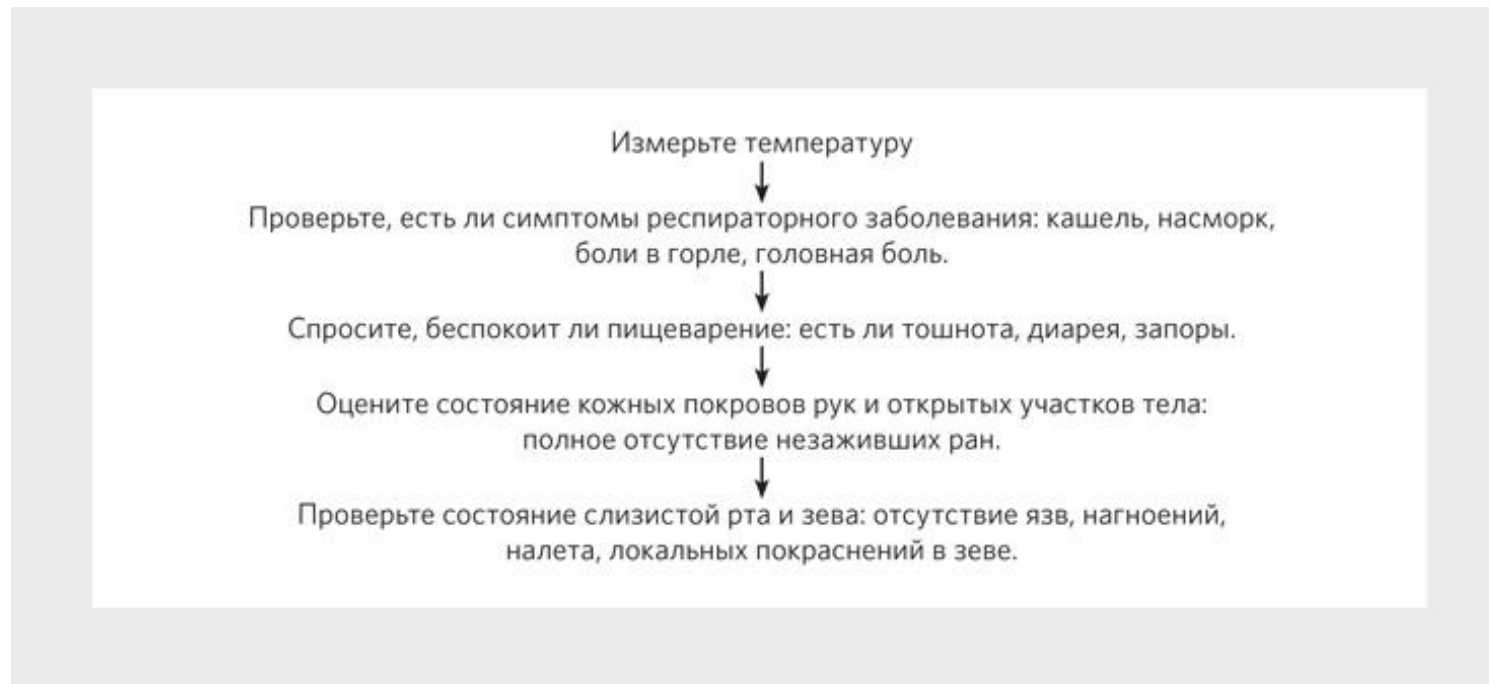 Измерьте температуру
Проверьте, есть ли симптомы респираторного заболевания: кашель, насморк,
боли в горле, головная боль.
Спросите, беспокоит ли пищеварение: есть ли тошнота, диарея, запоры.
Оцените состояние кожных покровов рук и открытых участков тела:
полное отсутствие незаживших ран.
Проверьте состояние слизистой рта и зева: отсутствие язв, нагноений,
налета, локальных покраснений в зеве.